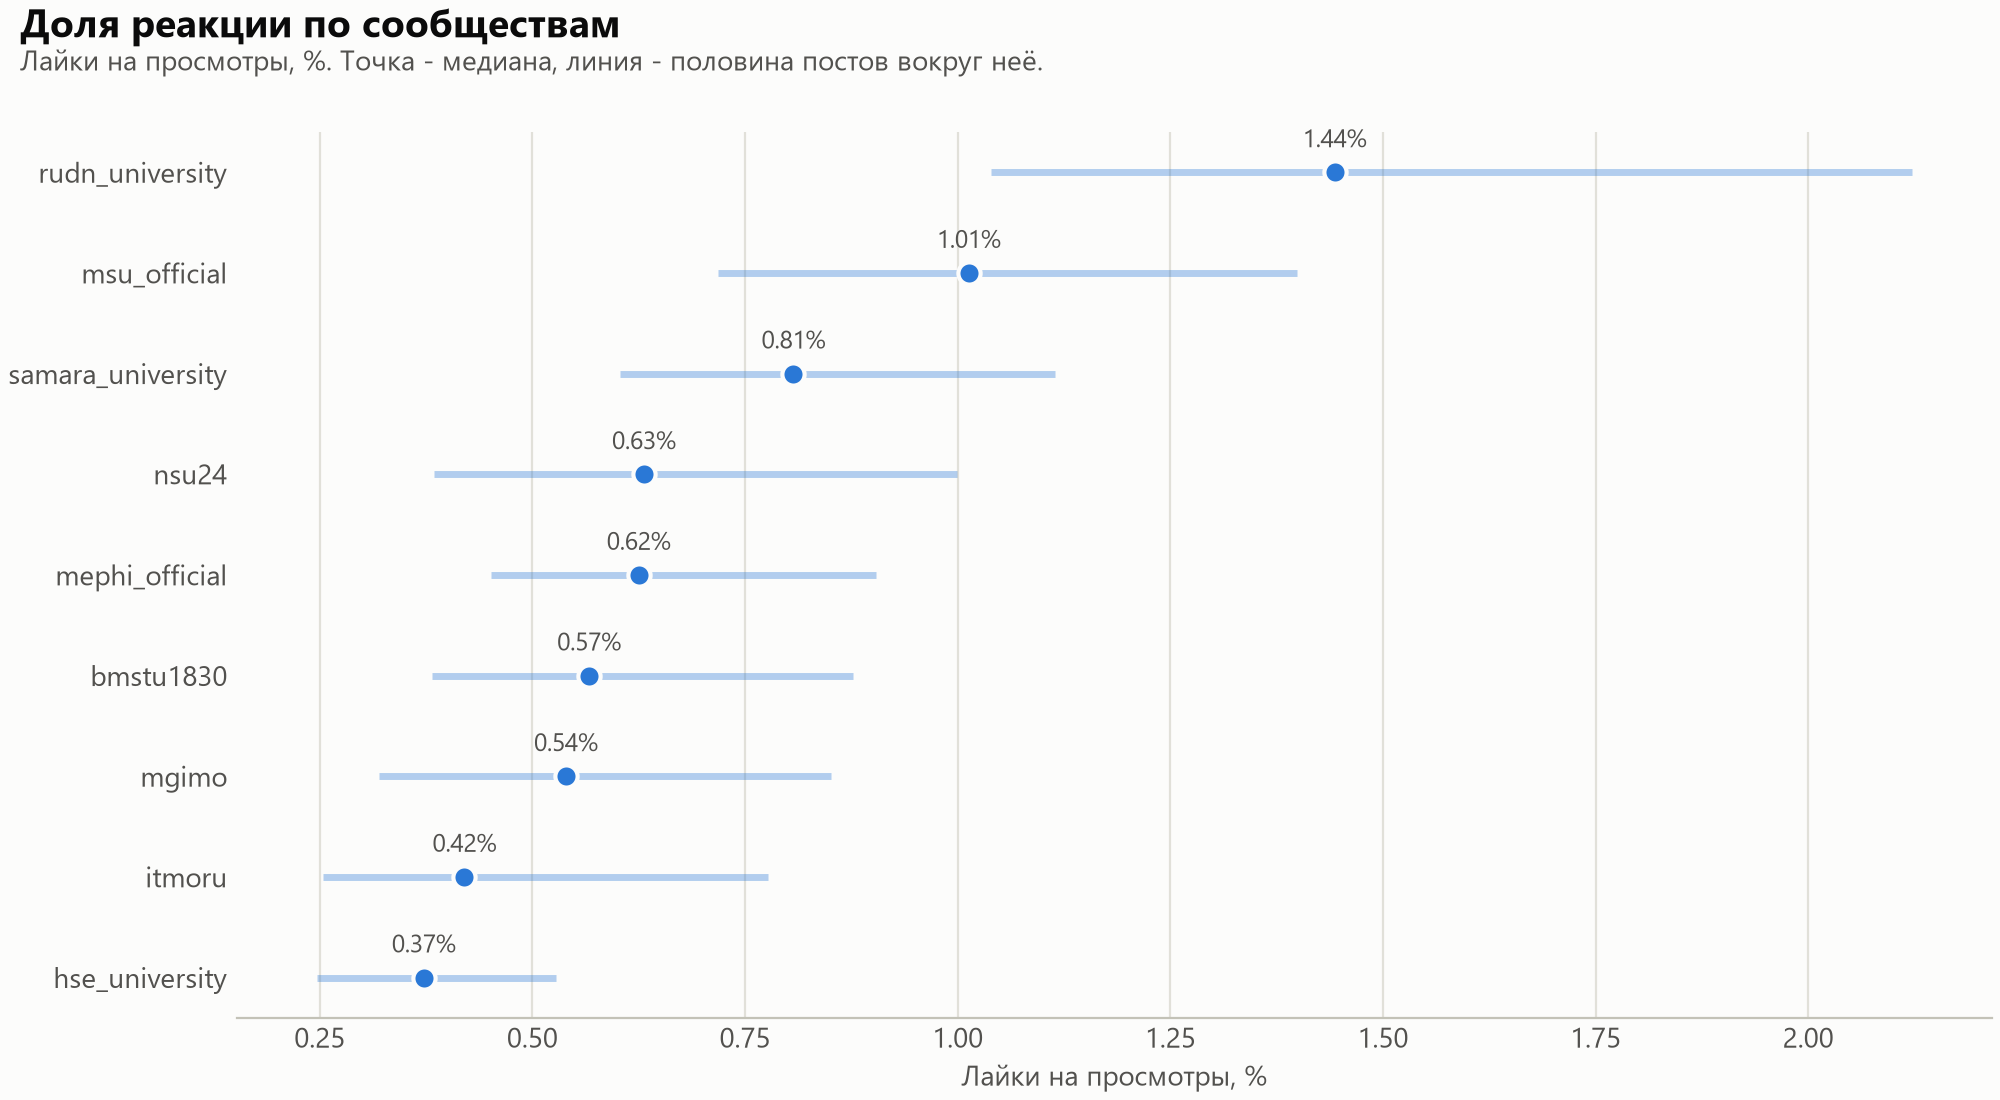 Доля реакции по сообществам
Лайки на просмотры, %. Точка - медиана, линия - половина постов вокруг неё.
1.44%
rudn_university
1.01%
msu_official
0.81%
samara_university
0.63%
nsu24
0.62%
mephi_official
0.57%
bmstu1830
0.54%
mgimo
0.42%
itmoru
0.37%
hse_university
0.25 0.50 0.75 1.00 1.25 1.50 1.75 2.00
Лайки на просмотры, %